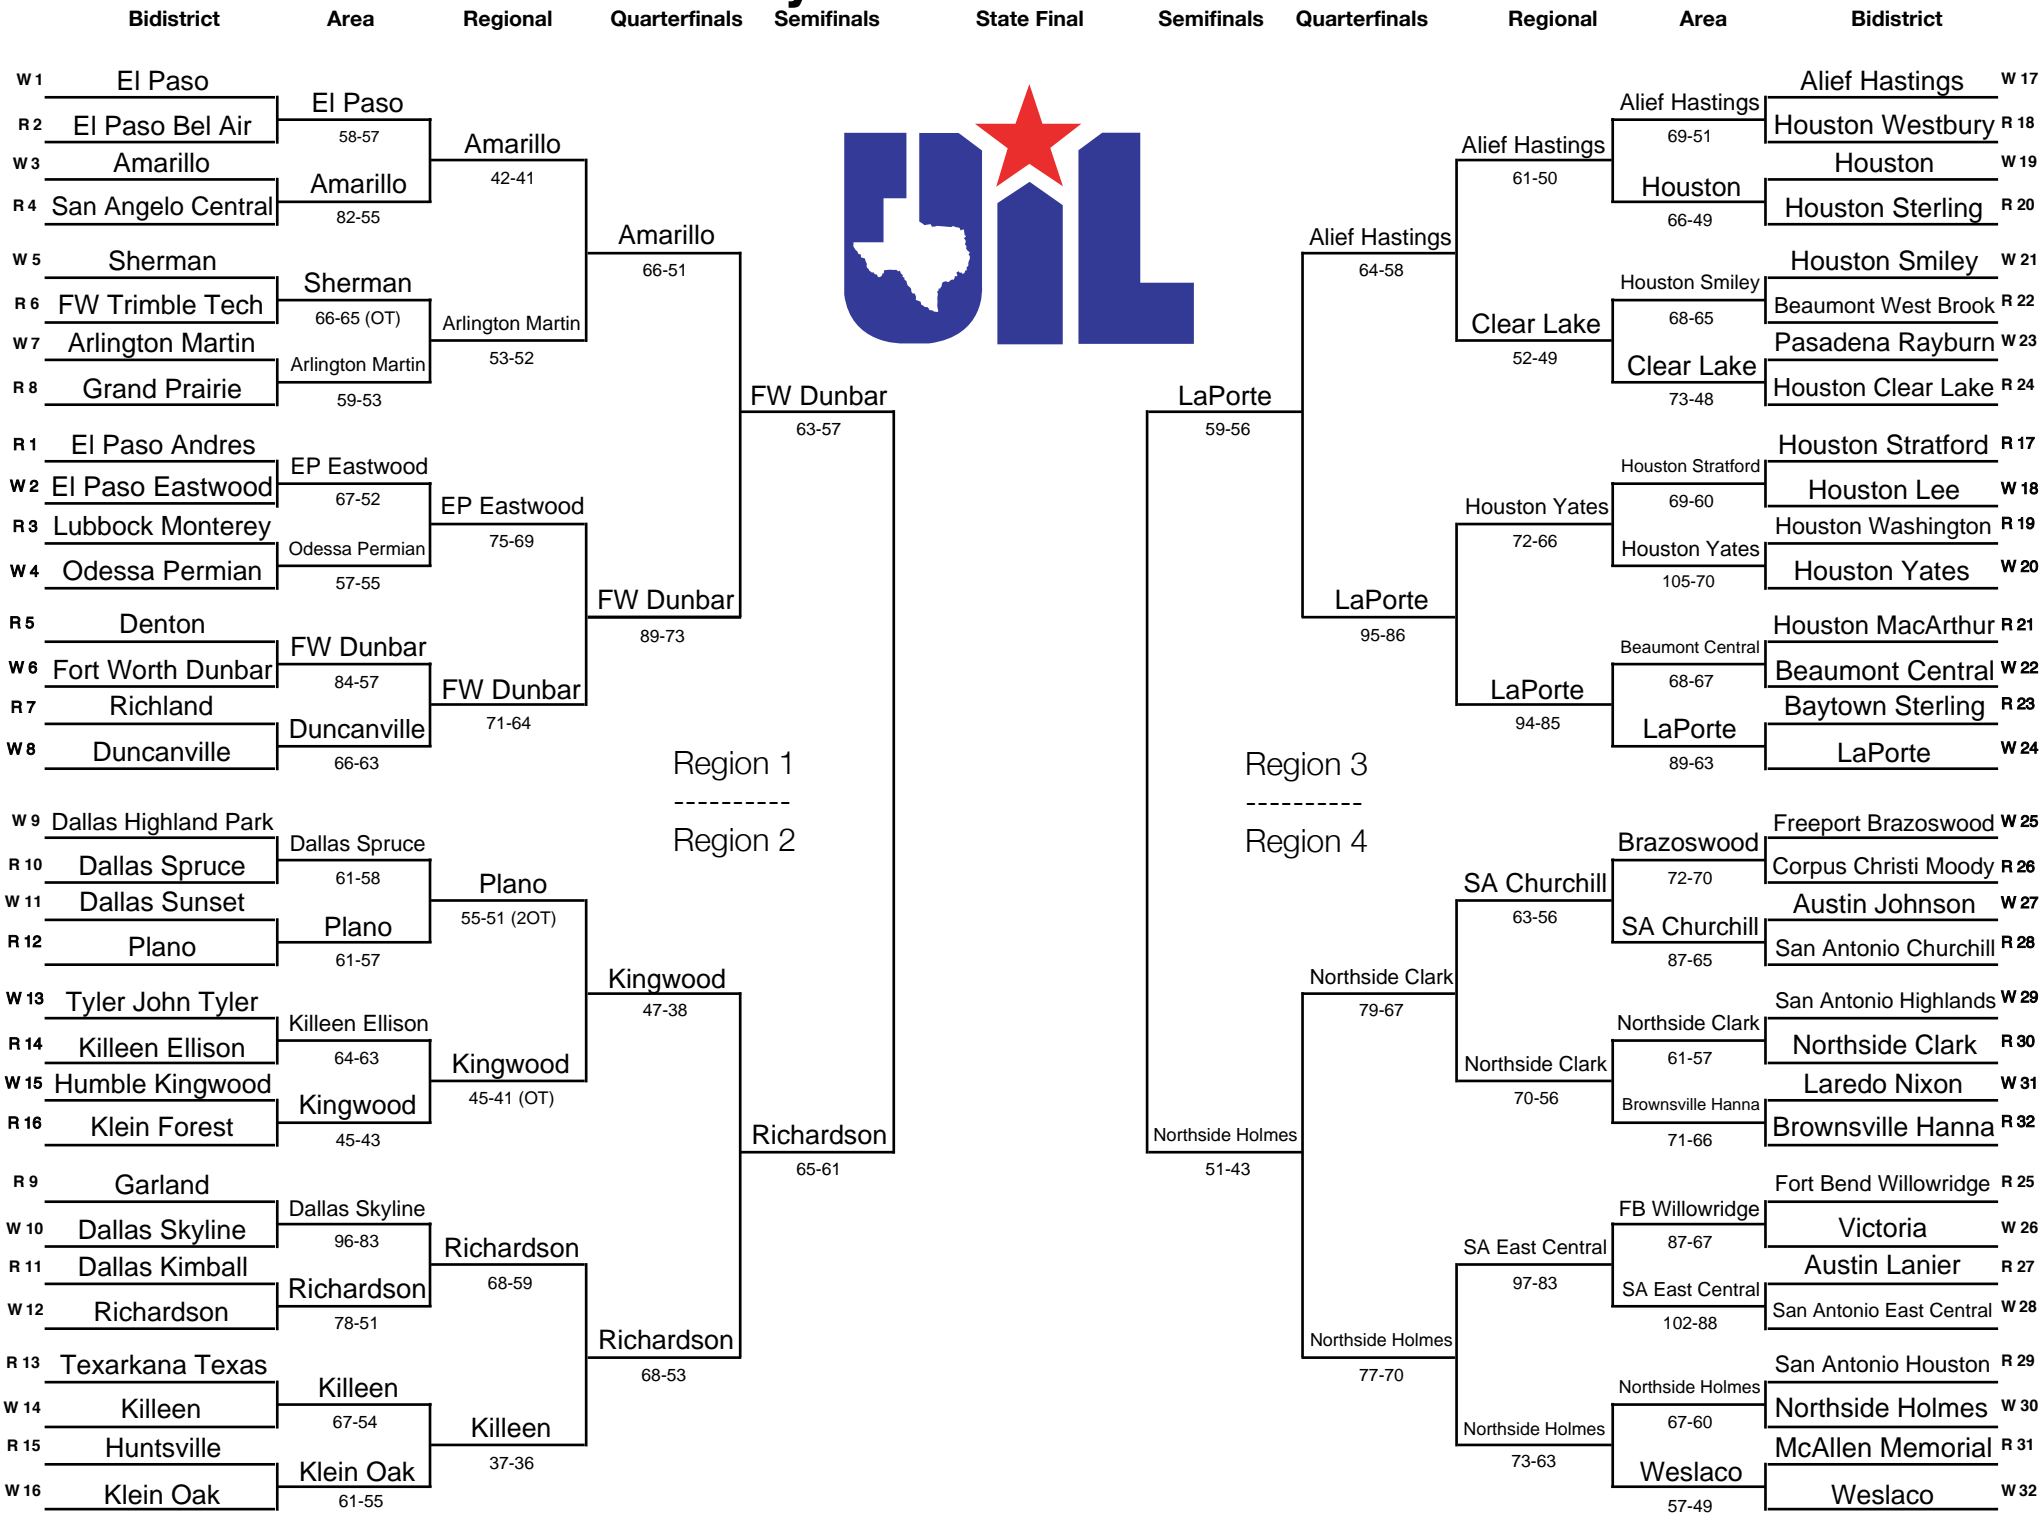 Bidistrict Area Regional Quarterfinals Semifinals State Final Semifinals Quarterfinals Regional Area Bidistrict
W 1 El Paso
El Paso
58-57
R 2 El Paso Bel Air
Amarillo
42-41
W 3 Amarillo
Amarillo
82-55
R 4 San Angelo Central
Amarillo
66-51
W 5 Sherman
Sherman
66-65 (OT)
R 6 FW Trimble Tech
Arlington Martin
53-52
W 7 Arlington Martin
Arlington Martin
59-53
R 8 Grand Prairie
FW Dunbar
63-57
R 1 El Paso Andres
EP Eastwood
67-52
W 2 El Paso Eastwood
EP Eastwood
75-69
R 3 Lubbock Monterey
Odessa Permian
57-55
W 4 Odessa Permian
FW Dunbar
89-73
R 5 Denton
FW Dunbar
84-57
W 6 Fort Worth Dunbar
FW Dunbar
71-64
R 7 Richland
Duncanville
66-63
W 8 Duncanville
Region 1
----------
Region 2
W 9 Dallas Highland Park
Dallas Spruce
61-58
R 10 Dallas Spruce
Plano
55-51 (2OT)
W 11 Dallas Sunset
Plano
61-57
R 12 Plano
Kingwood
47-38
W 13 Tyler John Tyler
Killeen Ellison
64-63
R 14 Killeen Ellison
Kingwood
45-41 (OT)
W 15 Humble Kingwood
Kingwood
45-43
R 16 Klein Forest
Richardson
65-61
R 9 Garland
Dallas Skyline
96-83
W 10 Dallas Skyline
Richardson
68-59
R 11 Dallas Kimball
Richardson
78-51
W 12 Richardson
Richardson
68-53
R 13 Texarkana Texas
Killeen
67-54
W 14 Killeen
Killeen
37-36
R 15 Huntsville
Klein Oak
61-55
W 16 Klein Oak
UIL
Alief Hastings W 17
Alief Hastings
69-51
Houston Westbury R 18
Alief Hastings
61-50
Houston W 19
Houston
66-49
Houston Sterling R 20
Alief Hastings
64-58
Houston Smiley W 21
Houston Smiley
68-65
Beaumont West Brook R 22
Clear Lake
52-49
Pasadena Rayburn W 23
Clear Lake
73-48
Houston Clear Lake R 24
LaPorte
59-56
Houston Stratford R 17
Houston Stratford
69-60
Houston Lee W 18
Houston Yates
72-66
Houston Washington R 19
Houston Yates
105-70
Houston Yates W 20
LaPorte
95-86
Houston MacArthur R 21
Beaumont Central
68-67
Beaumont Central W 22
LaPorte
94-85
Baytown Sterling R 23
LaPorte
89-63
LaPorte W 24
Region 3
----------
Region 4
Freeport Brazoswood W 25
Brazoswood
72-70
Corpus Christi Moody R 26
SA Churchill
63-56
Austin Johnson W 27
SA Churchill
87-65
San Antonio Churchill R 28
Northside Clark
79-67
San Antonio Highlands W 29
Northside Clark
61-57
Northside Clark R 30
Northside Clark
70-56
Laredo Nixon W 31
Brownsville Hanna
71-66
Brownsville Hanna R 32
Northside Holmes
51-43
Fort Bend Willowridge R 25
FB Willowridge
87-67
Victoria W 26
SA East Central
97-83
Austin Lanier R 27
SA East Central
102-88
San Antonio East Central W 28
Northside Holmes
77-70
San Antonio Houston R 29
Northside Holmes
67-60
Northside Holmes W 30
Northside Holmes
73-63
McAllen Memorial R 31
Weslaco
57-49
Weslaco W 32